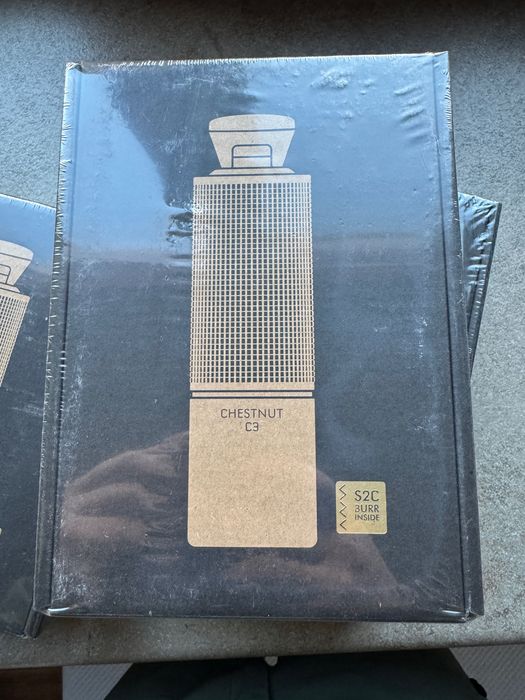 CHESTNUT
C3
S2C
BURR
INSIDE